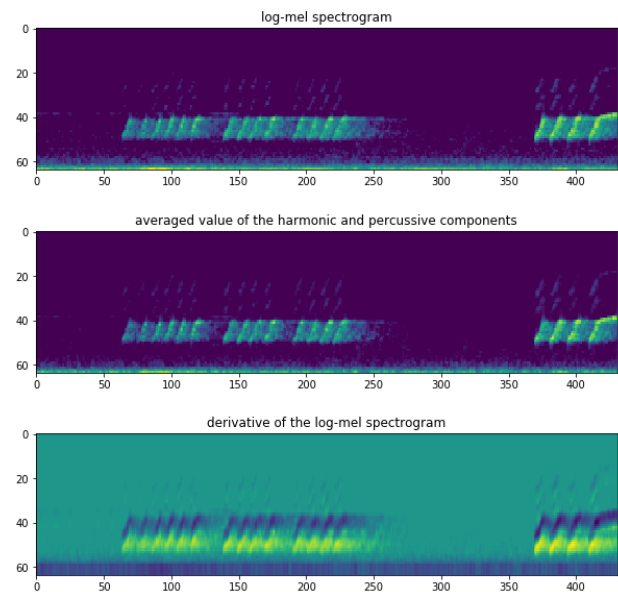 log-mel spectrogram
0
20
40
60
0 50 100 150 200 250 300 350 400
averaged value of the harmonic and percussive components
0
20
40
60
0 50 100 150 200 250 300 350 400
derivative of the log-mel spectrogram
0
20
40
60
0 50 100 150 200 250 300 350 400